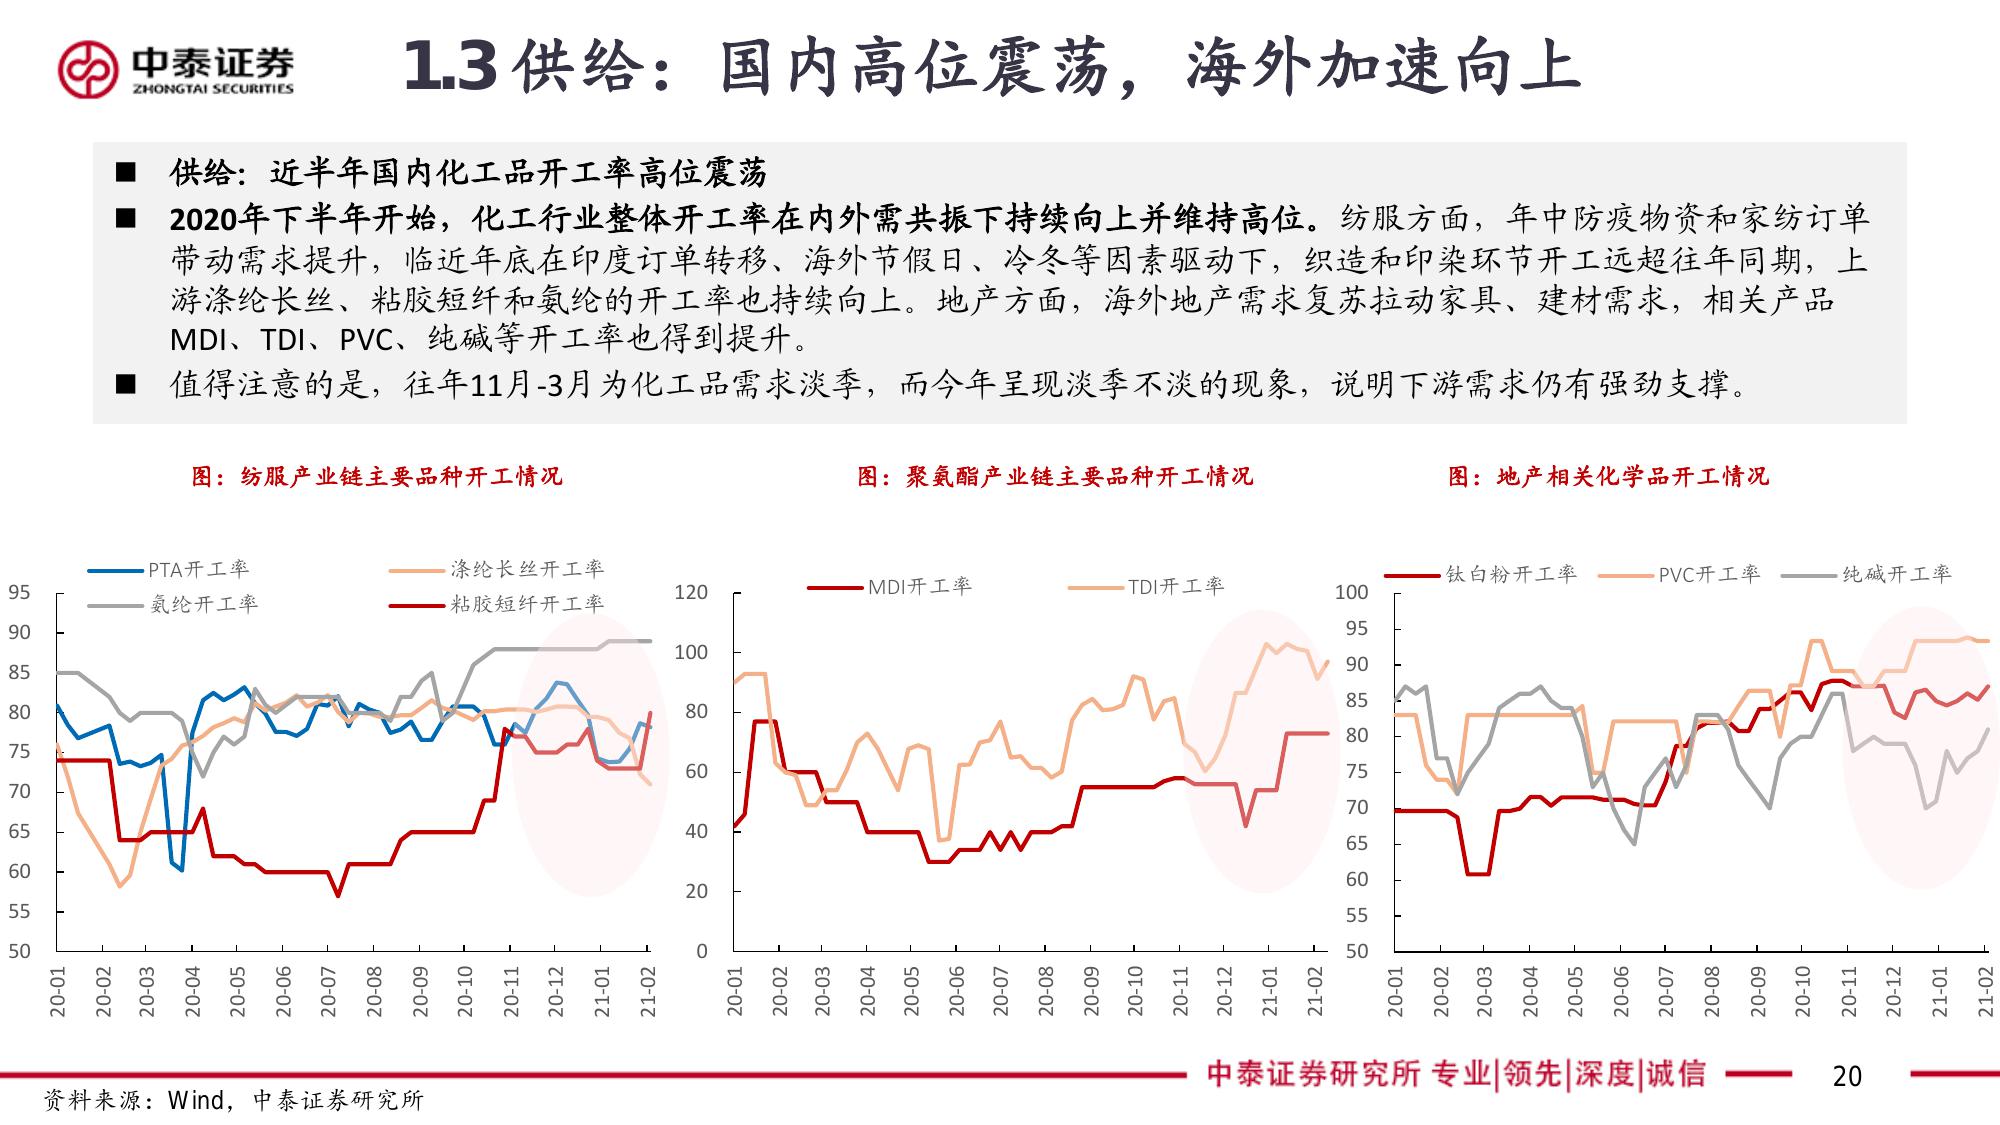 中泰证券
ZHONGTAI SECURITIES
1.3供给：国内高位震荡，海外加速向上
■ 供给：近半年国内化工品开工率高位震荡
■ 2020年下半年开始，化工行业整体开工率在内外需共振下持续向上并维持高位。纺服方面，年中防疫物资和家纺订单
带动需求提升，临近年底在印度订单转移、海外节假日、冷冬等因素驱动下，织造和印染环节开工远超往年同期，上
游涤纶长丝、粘胶短纤和氨纶的开工率也持续向上。地产方面，海外地产需求复苏拉动家具、建材需求，相关产品
MDI、TDI、PVC、纯碱等开工率也得到提升。
■ 值得注意的是，往年11月-3月为化工品需求淡季，而今年呈现淡季不淡的现象，说明下游需求仍有强劲支撑。
图：纺服产业链主要品种开工情况
PTA开工率 涤纶长丝开工率
氨纶开工率 粘胶短纤开工率
95
90
85
80
75
70
65
60
55
50
20-01 20-02 20-03 20-04 20-05 20-06 20-07 20-08 20-09 20-10 20-11 20-12 21-01 21-02
图：聚氨酯产业链主要品种开工情况
MDI开工率 TDI开工率
120
100
80
60
40
20
0
20-01 20-02 20-03 20-04 20-05 20-06 20-07 20-08 20-09 20-10 20-11 20-12 21-01 21-02
图：地产相关化学品开工情况
钛白粉开工率 PVC开工率 纯碱开工率
100
95
90
85
80
75
70
65
60
55
50
20-01 20-02 20-03 20-04 20-05 20-06 20-07 20-08 20-09 20-10 20-11 20-12 21-01 21-02
中泰证券研究所 专业|领先|深度|诚信
20
资料来源：Wind，中泰证券研究所